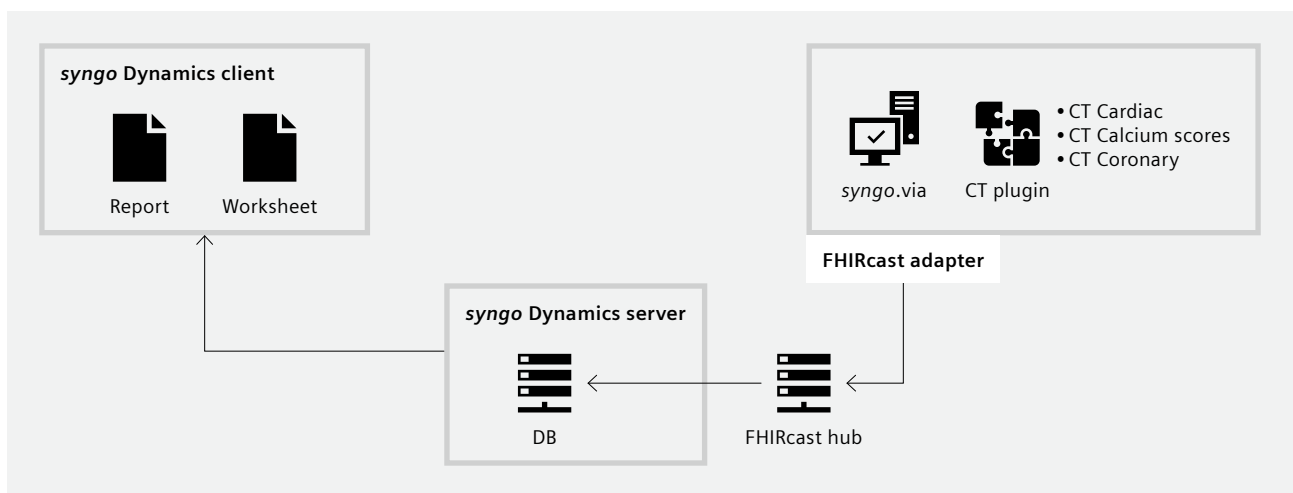 syngo Dynamics client
Report
Worksheet
• CT Cardiac
• CT Calcium scores
• CT Coronary
syngo.via
CT plugin
FHIRcast adapter
syngo Dynamics server
DB
FHIRcast hub